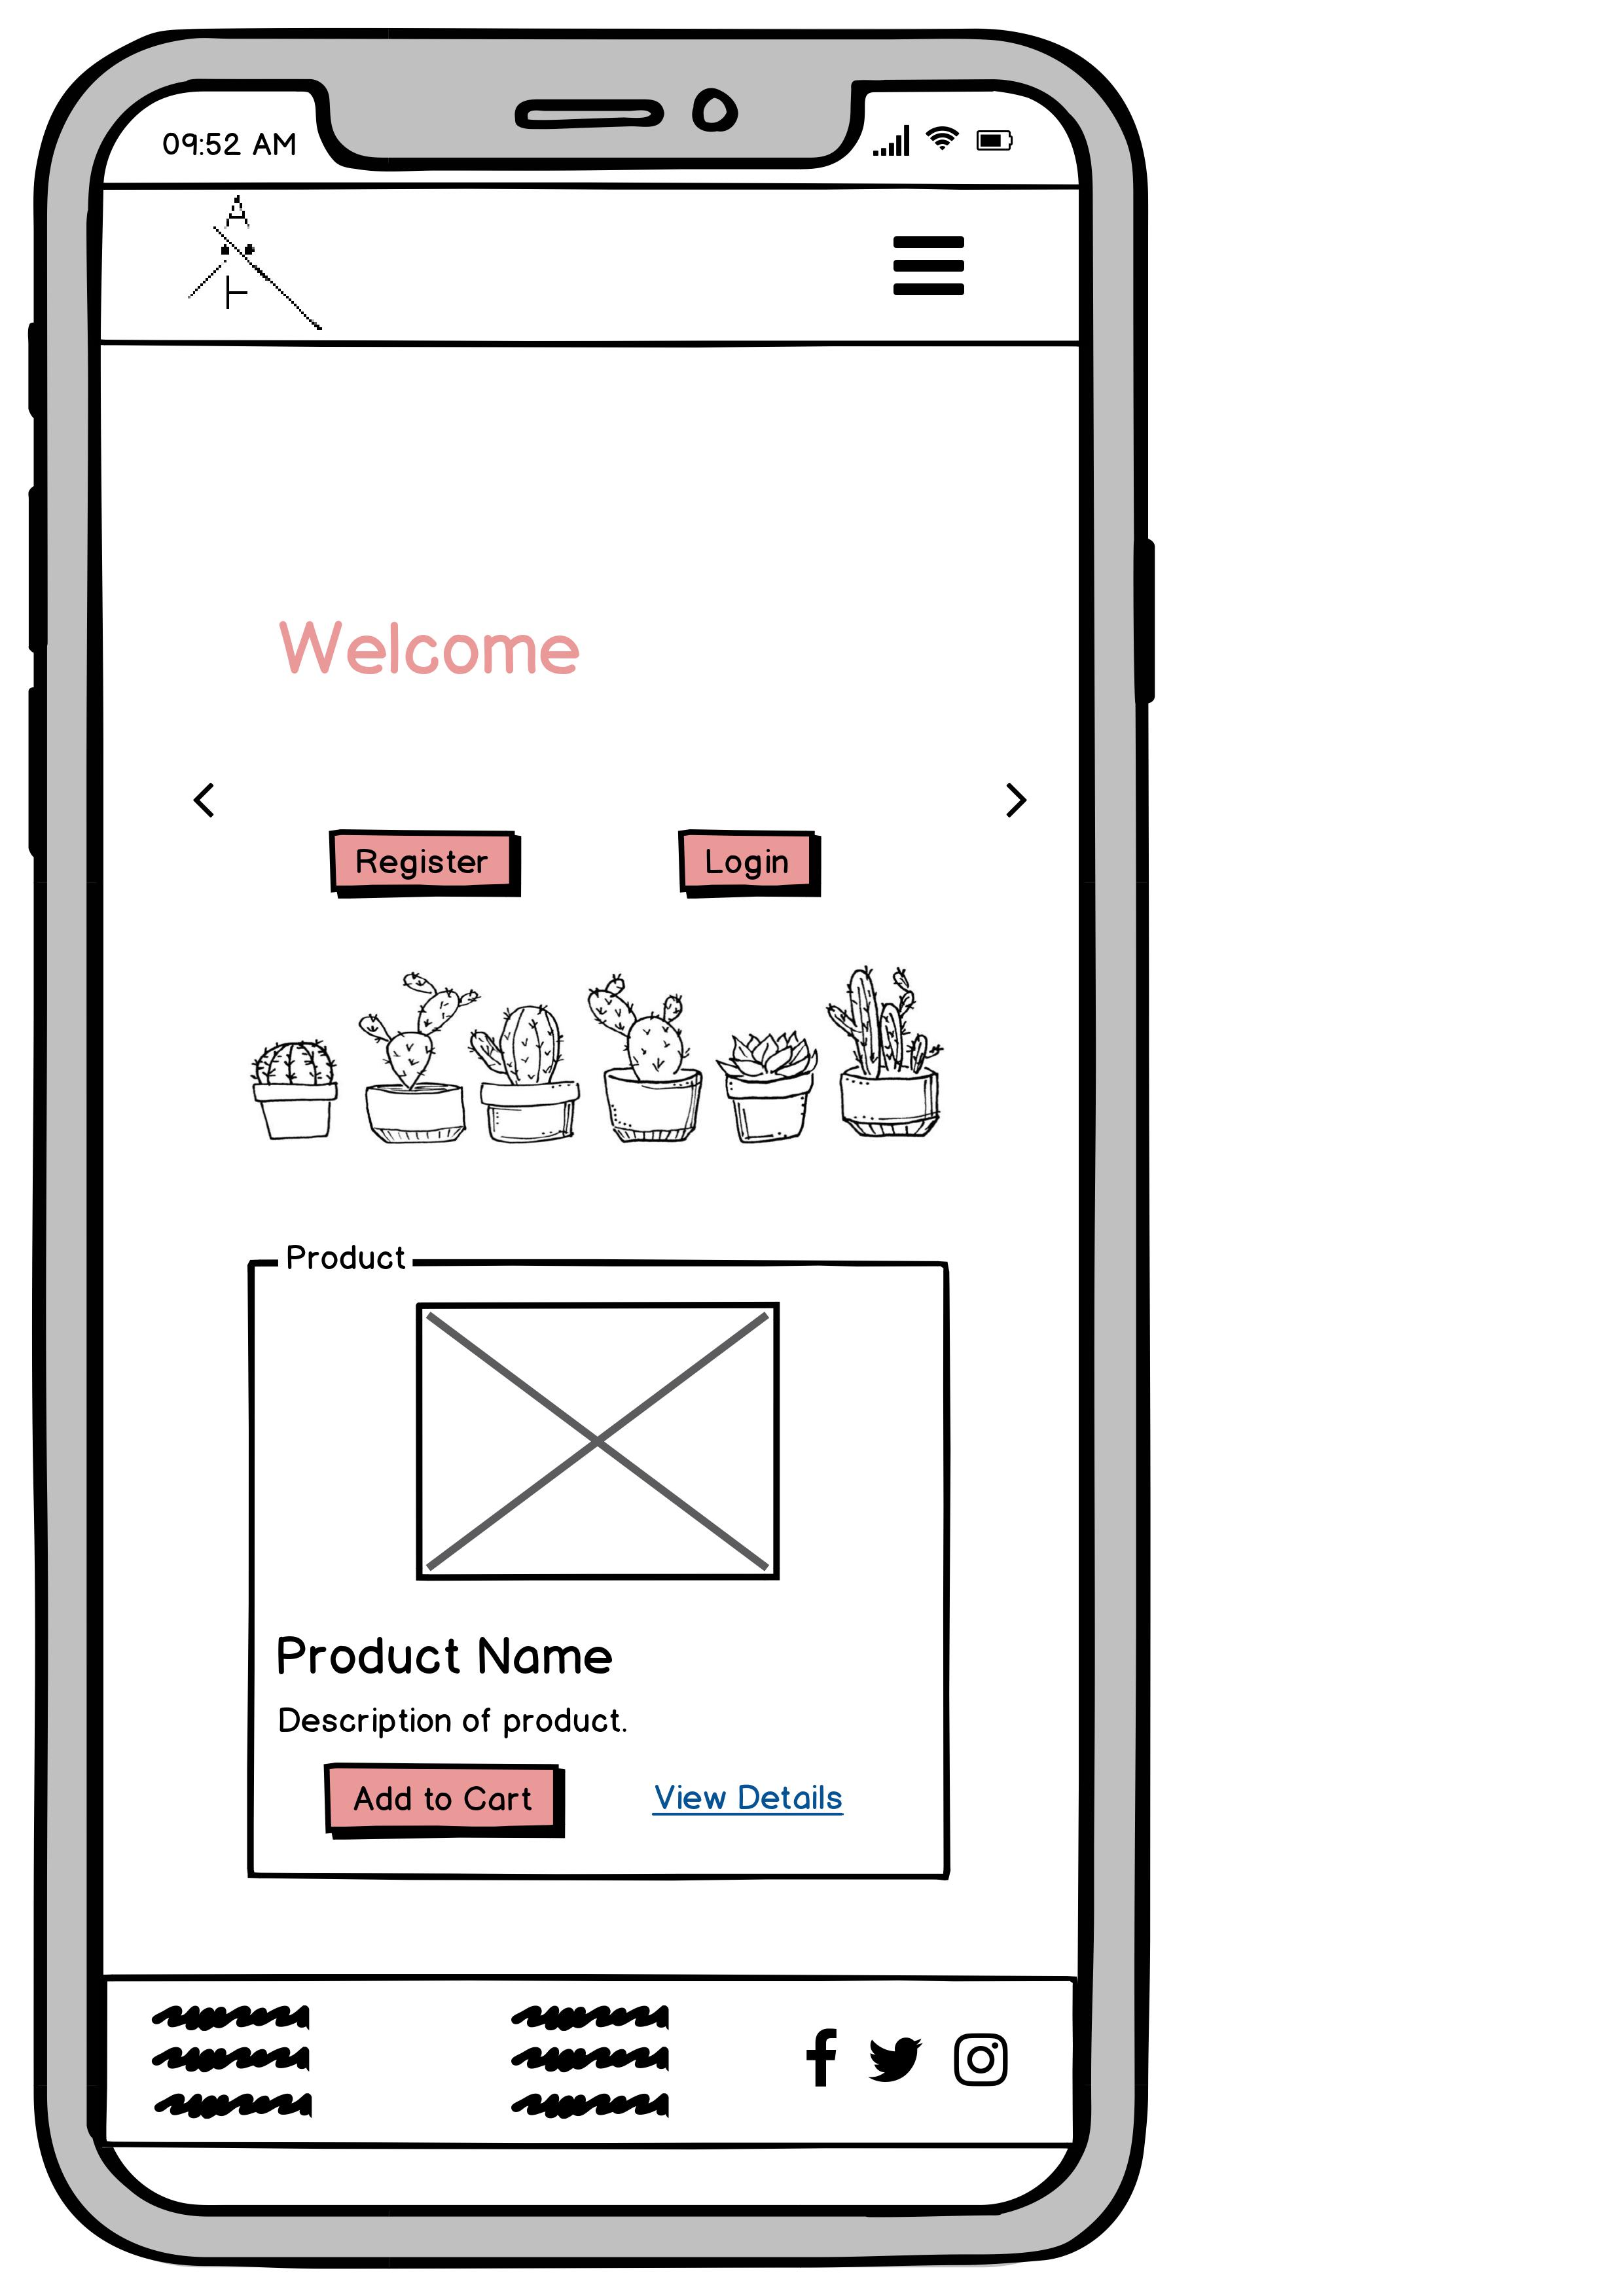 09:52 AM
Welcome
Register
Login
Product
Product Name
Description of product.
Add to Cart
View Details